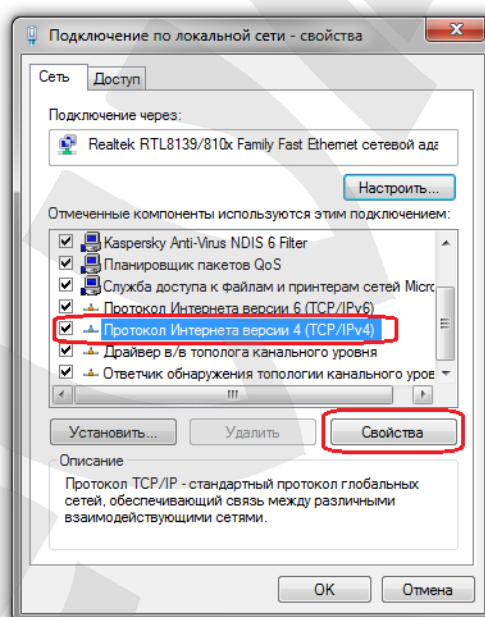 Подключение по локальной сети - свойства
Сеть
Доступ
Подключение через:
Realtek RTL8139/810x Family Fast Ethernet сетевой ада
Настроить...
Отмеченные компоненты используются этим подключением:
Kaspersky Anti-Virus NDIS 6 Filter
Планировщик пакетов QoS
Служба доступа к файлам и принтерам сетей Micro
Протокол Интернета версии 6 (TCP/IPv6)
Протокол Интернета версии 4 (TCP/IPv4)
Драйвер в/в тополога канального уровня
Ответчик обнаружения топологии канального уров
Установить...
Удалить
Свойства
Описание
Протокол TCP/IP - стандартный протокол глобальных
сетей, обеспечивающий связь между различными
взаимодействующими сетями.
OK
Отмена